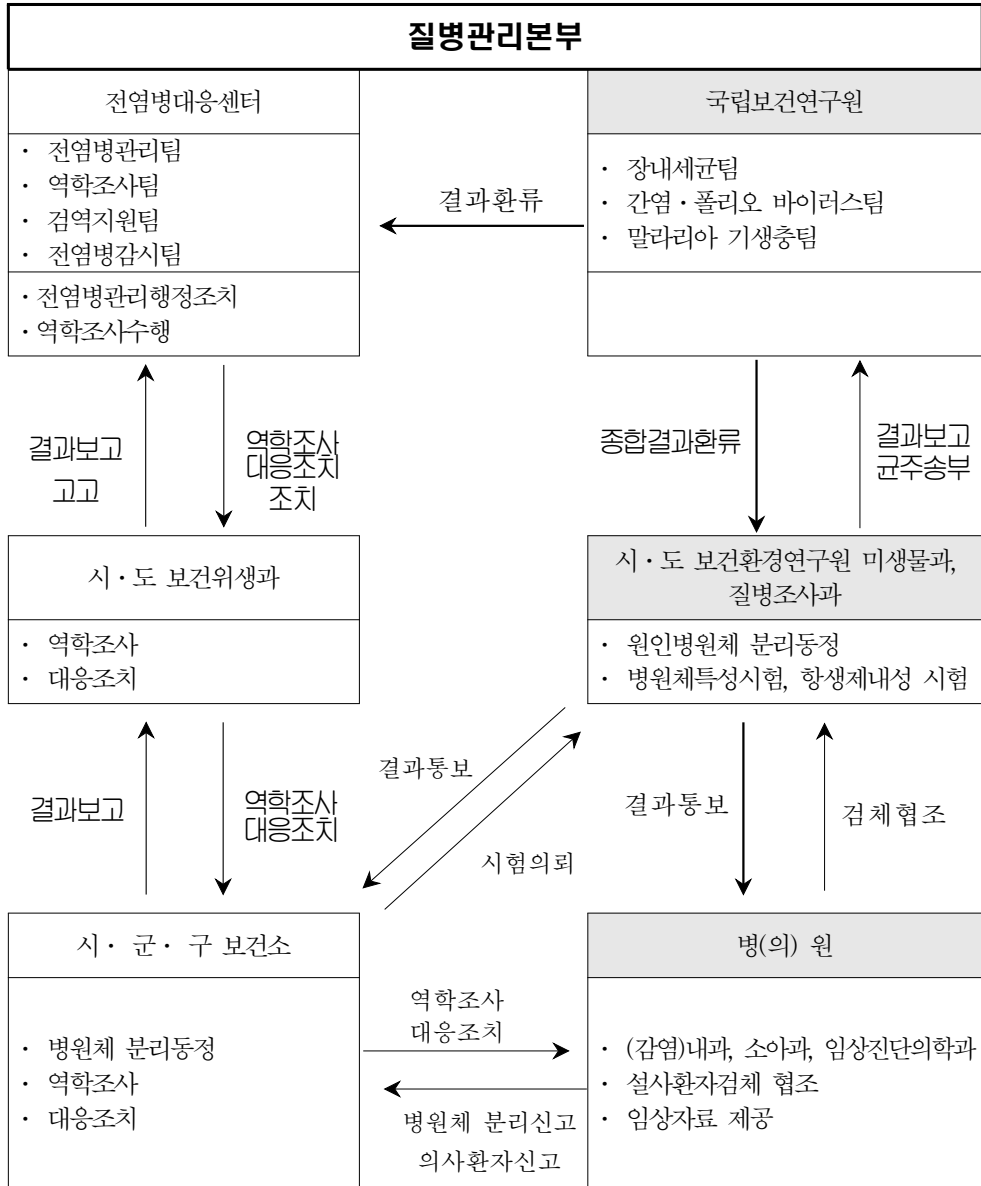 질병관리본부
전염병대응센터
· 전염병관리팀
· 역학조사팀
· 검역지원팀
· 전염병감시팀
· 전염병관리행정조치
· 역학조사수행
결과환류
국립보건연구원
· 장내세균팀
· 간염 · 폴리오 바이러스팀
· 말라리아 기생충팀
결과보고
고고
역학조사
대응조치
조치
종합결과환류
결과보고
균주송부
시 · 도 보건위생과
· 역학조사
· 대응조치
시 · 도 보건환경연구원 미생물과,
질병조사과
· 원인병원체 분리동정
· 병원체특성시험, 항생제내성 시험
결과보고
역학조사
대응조치
결과통보
시험의뢰
결과통보
검체협조
시 · 군 · 구 보건소
· 병원체 분리동정
· 역학조사
· 대응조치
역학조사
대응조치
병원체 분리신고
의사환자신고
병(의) 원
· (감염)내과, 소아과, 임상진단의학과
· 설사환자검체 협조
· 임상자료 제공